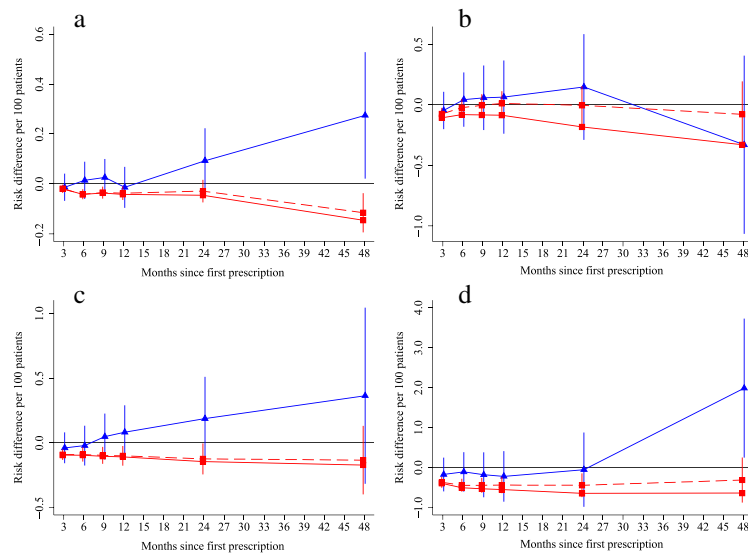 a
Risk difference per 100 patients
0.6
0.4
0.2
0.0
−0.2
3 6 9 12 15 18 21 24 27 30 33 36 39 42 45 48
Months since first prescription
b
Risk difference per 100 patients
0.5
0.0
−0.5
−1.0
3 6 9 12 15 18 21 24 27 30 33 36 39 42 45 48
Months since first prescription
c
Risk difference per 100 patients
1.0
0.5
0.0
−0.5
3 6 9 12 15 18 21 24 27 30 33 36 39 42 45 48
Months since first prescription
d
Risk difference per 100 patients
4.0
2.0
1.0
0.0
−1.0
3 6 9 12 15 18 21 24 27 30 33 36 39 42 45 48
Months since first prescription